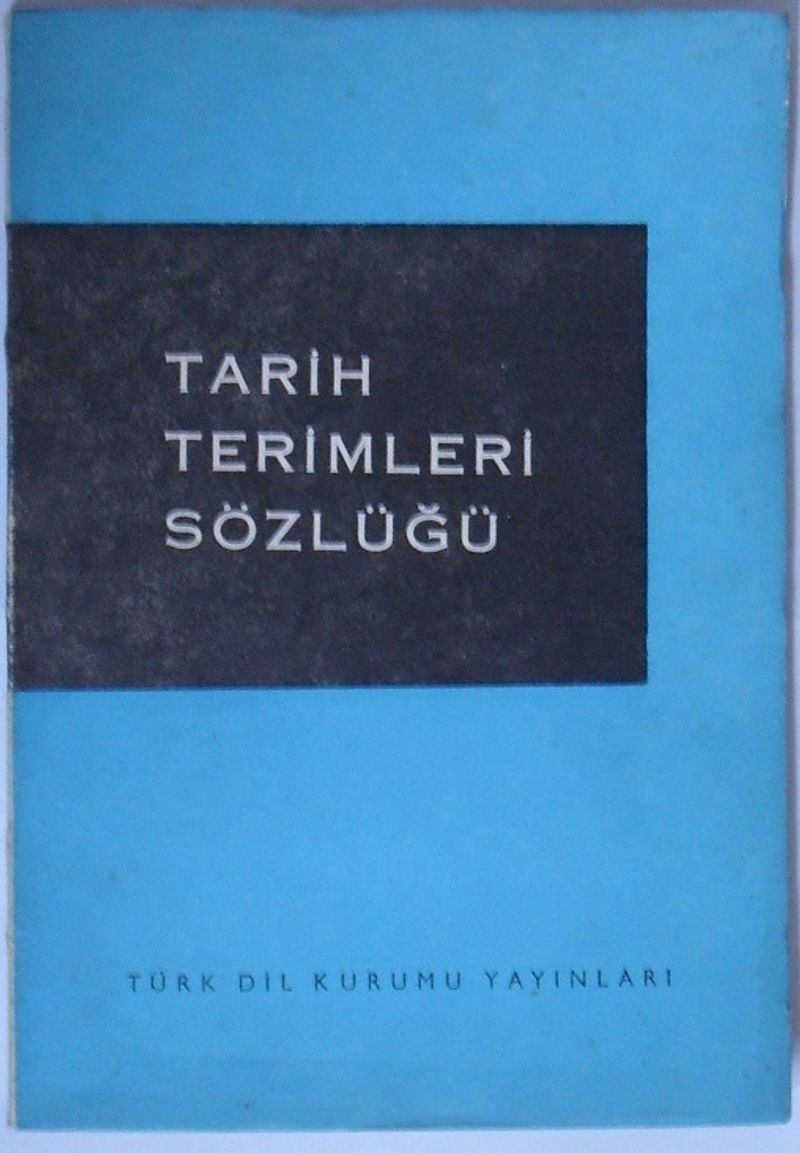 TARİH
TERİMLERİ
SÖZLÜĞÜ
TÜRK DİL KURUMU YAYINLARI